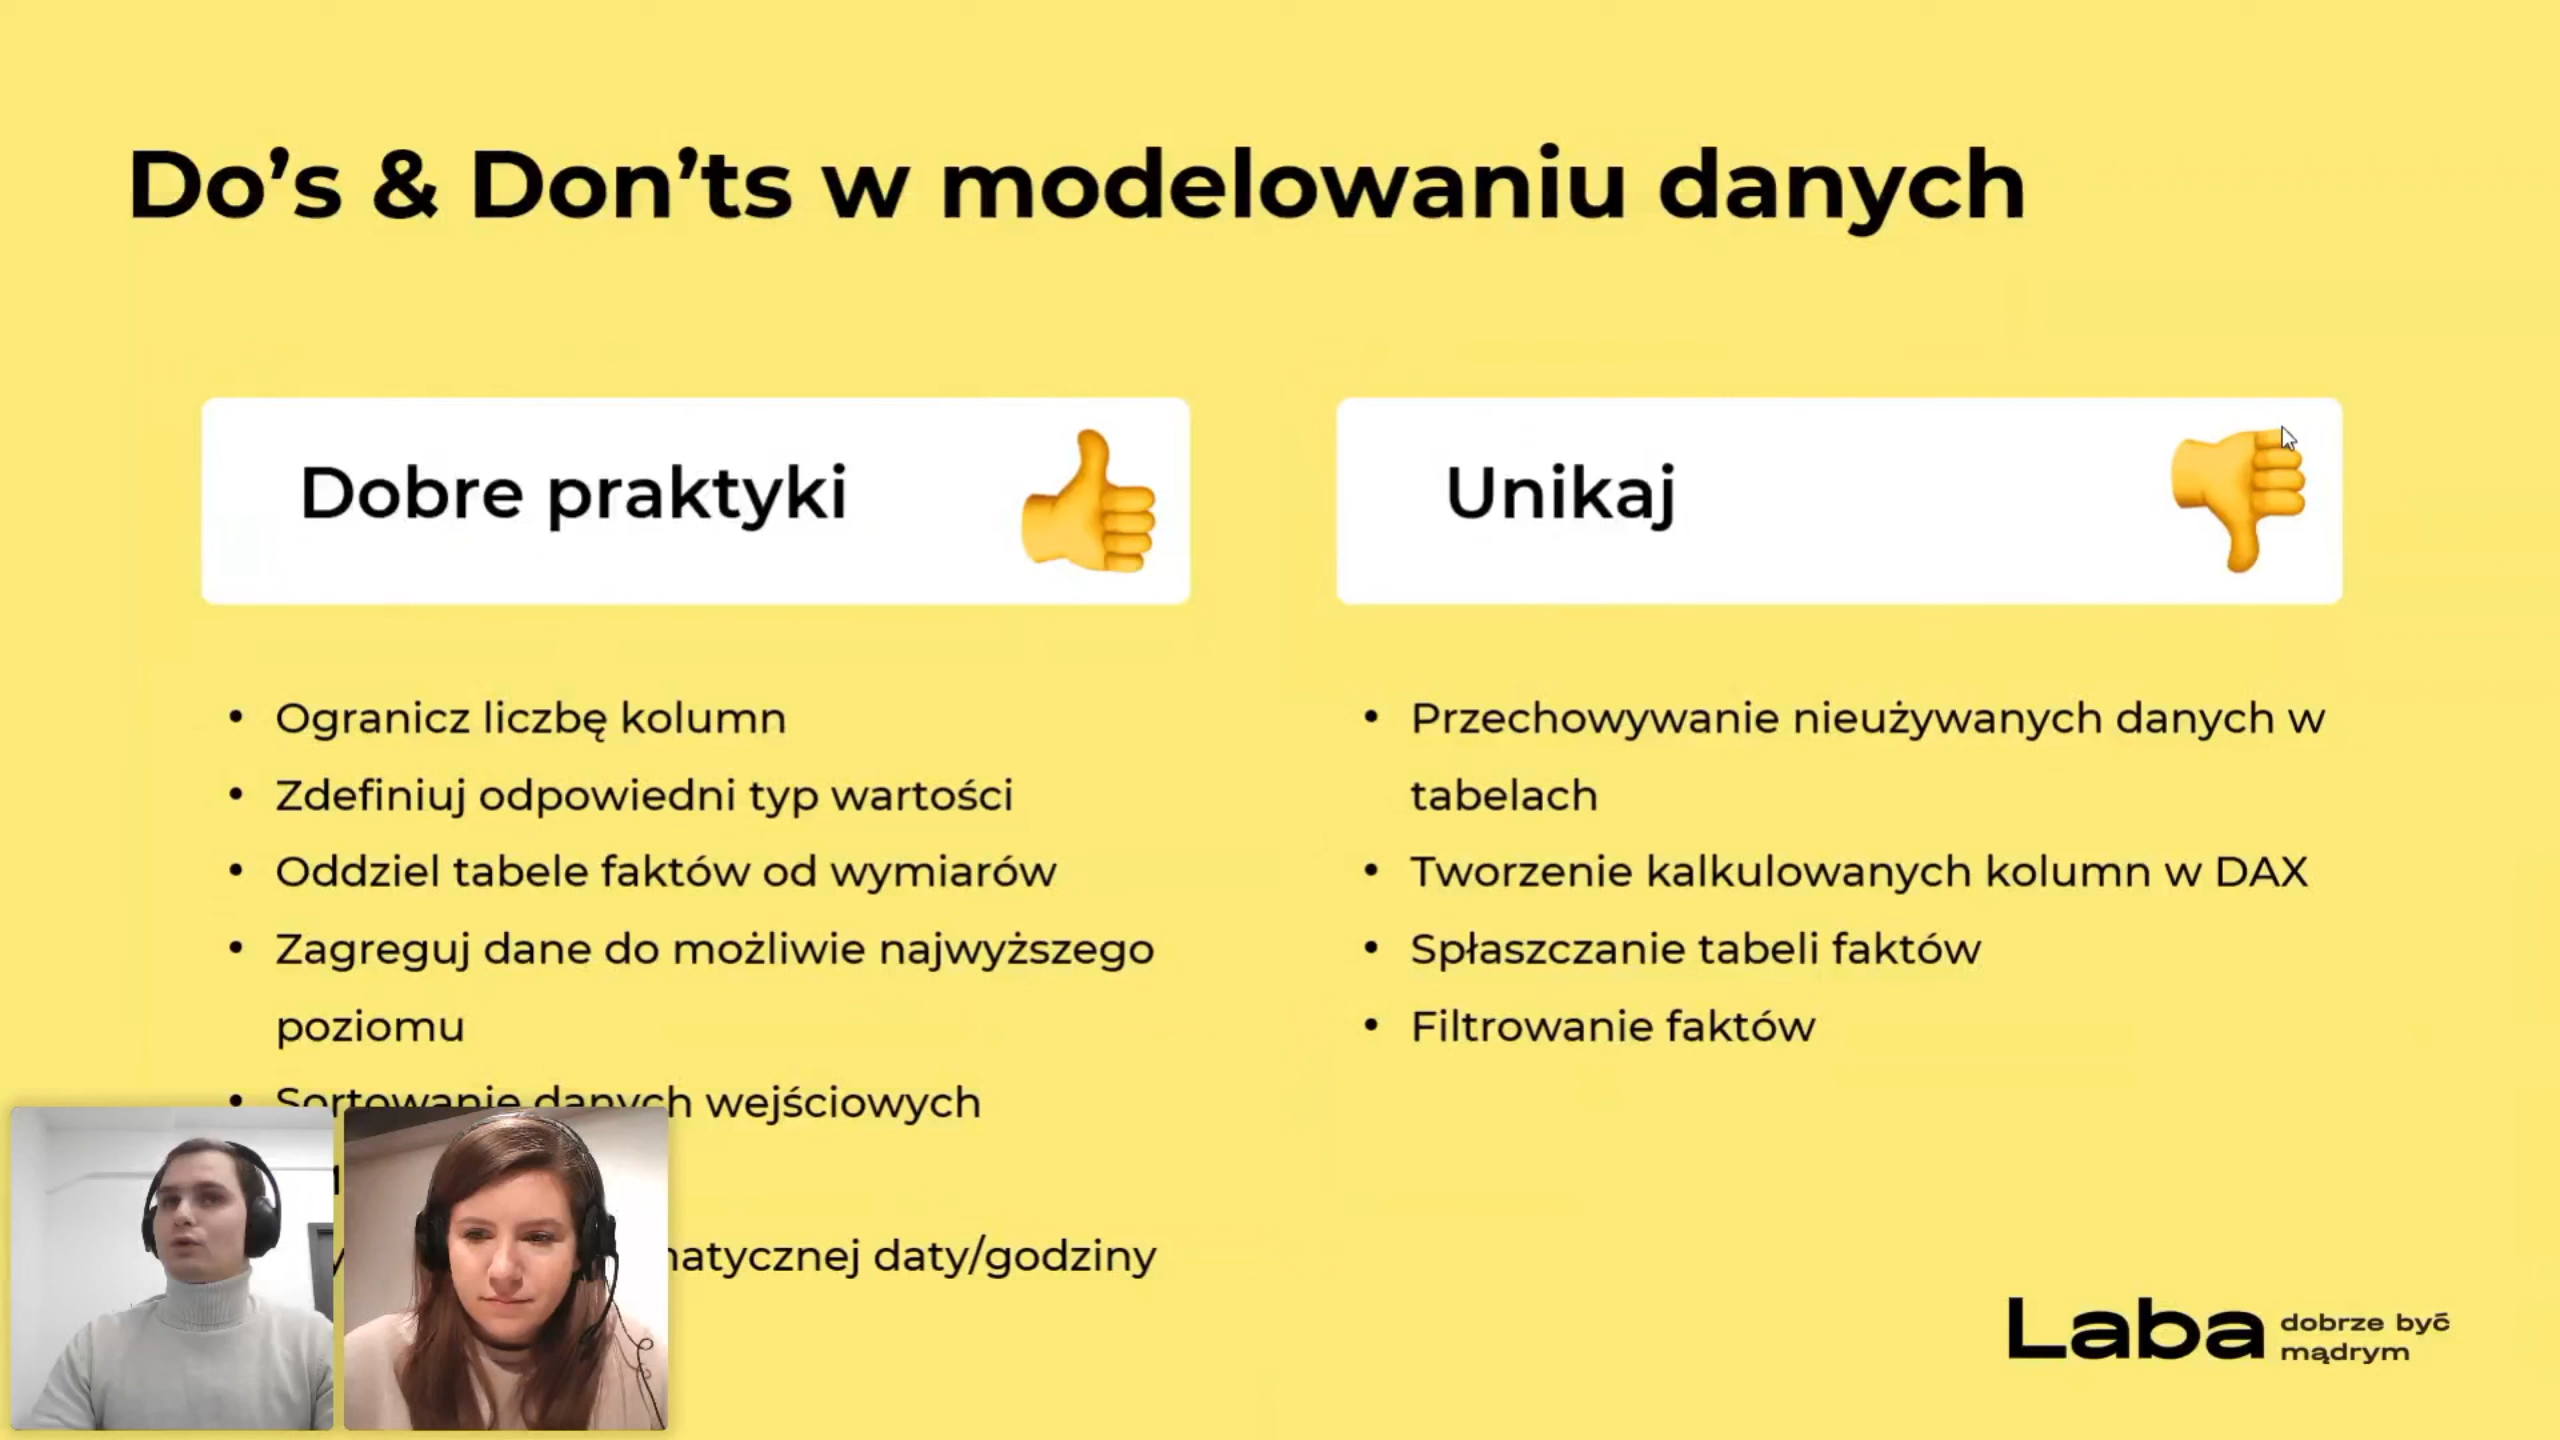 Do’s & Don’ts w modelowaniu danych
Dobre praktyki
Ogranicz liczbę kolumn
Zdefiniuj odpowiedni typ wartości
Oddziel tabele faktów od wymiarów
Zagreguj dane do możliwie najwyższego
poziomu
Sortowanie danych wejściowych
daty/godziny
Unikaj
Przechowywanie nieużywanych danych w
tabelach
Tworzenie kalkulowanych kolumn w DAX
Spłaszczanie tabeli faktów
Filtrowanie faktów
Laba
dobrze być
mądrym